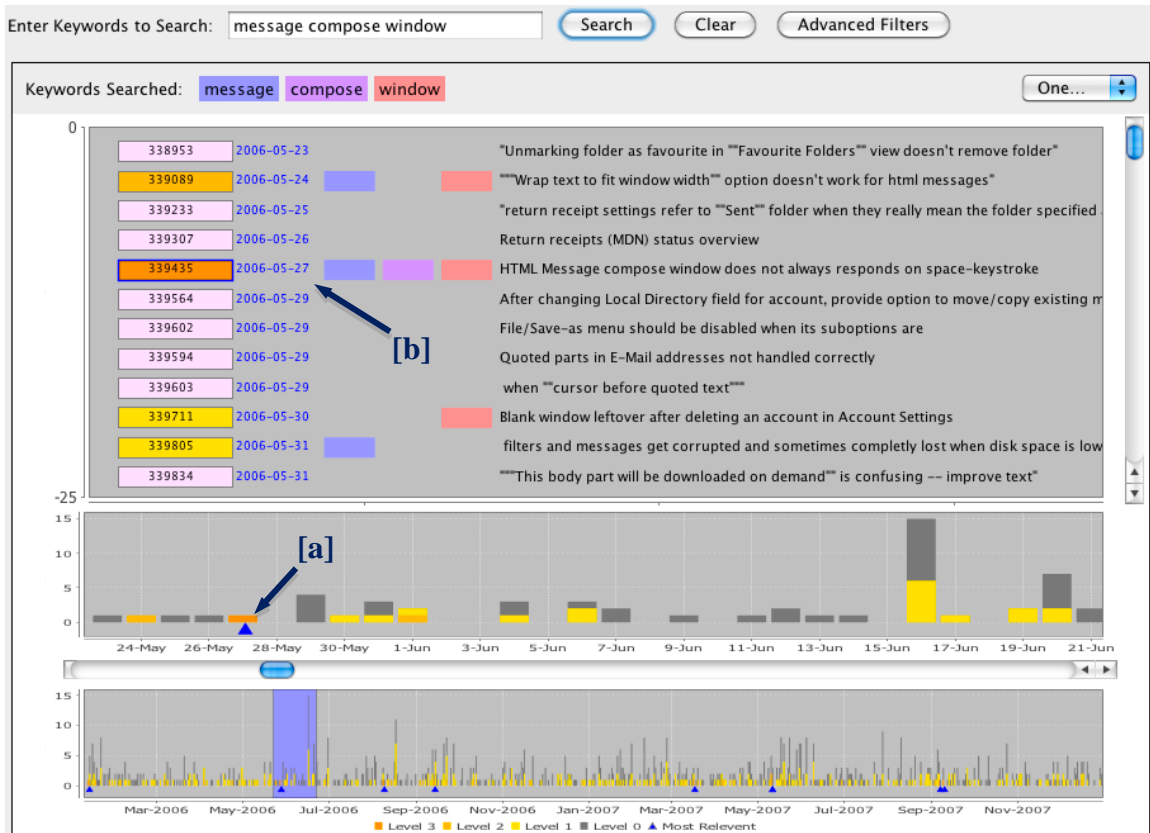 Enter Keywords to Search: message compose window Search Clear Advanced Filters
Keywords Searched: message compose window One...
0
338953 2006-05-23 "Unmarking folder as favourite in ""Favourite Folders"" view doesn't remove folder"
339089 2006-05-24 """Wrap text to fit window width"" option doesn't work for html messages"
339233 2006-05-25 "return receipt settings refer to ""Sent"" folder when they really mean the folder specified
339307 2006-05-26 Return receipts (MDN) status overview
339435 2006-05-27 HTML Message compose window does not always responds on space-keystroke
339564 2006-05-29 After changing Local Directory field for account, provide option to move/copy existing m
339602 2006-05-29 File/Save-as menu should be disabled when its suboptions are
[b]
339594 2006-05-29 Quoted parts in E-Mail addresses not handled correctly
339603 2006-05-29 when ""cursor before quoted text"""
339711 2006-05-30 Blank window leftover after deleting an account in Account Settings
339805 2006-05-31 filters and messages get corrupted and sometimes completly lost when disk space is low
339834 2006-05-31 """This body part will be downloaded on demand"" is confusing -- improve text"
-25
15
[a]
10
5
0
24-May 26-May 28-May 30-May 1-Jun 3-Jun 5-Jun 7-Jun 9-Jun 11-Jun 13-Jun 15-Jun 17-Jun 19-Jun 21-Jun
15
10
5
0
Mar-2006 May-2006 Jul-2006 Sep-2006 Nov-2006 Jan-2007 Mar-2007 May-2007 Jul-2007 Sep-2007 Nov-2007
Level 3 Level 2 Level 1 Level 0 Most Relevent